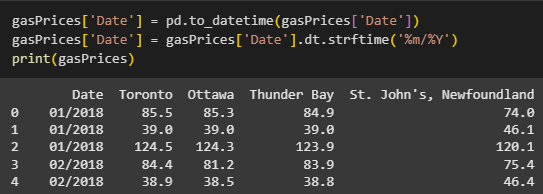 gasPrices['Date'] = pd.to_datetime(gasPrices['Date'])
gasPrices['Date'] = gasPrices['Date'].dt.strftime('%m/%Y')
print(gasPrices)
Date Toronto Ottawa Thunder Bay St. John's, Newfoundland
0 01/2018 85.5 85.3 84.9 74.0
1 01/2018 39.0 39.0 39.0 46.1
2 01/2018 124.5 124.3 123.9 120.1
3 02/2018 84.4 81.2 83.9 75.4
4 02/2018 38.9 38.5 38.8 46.4